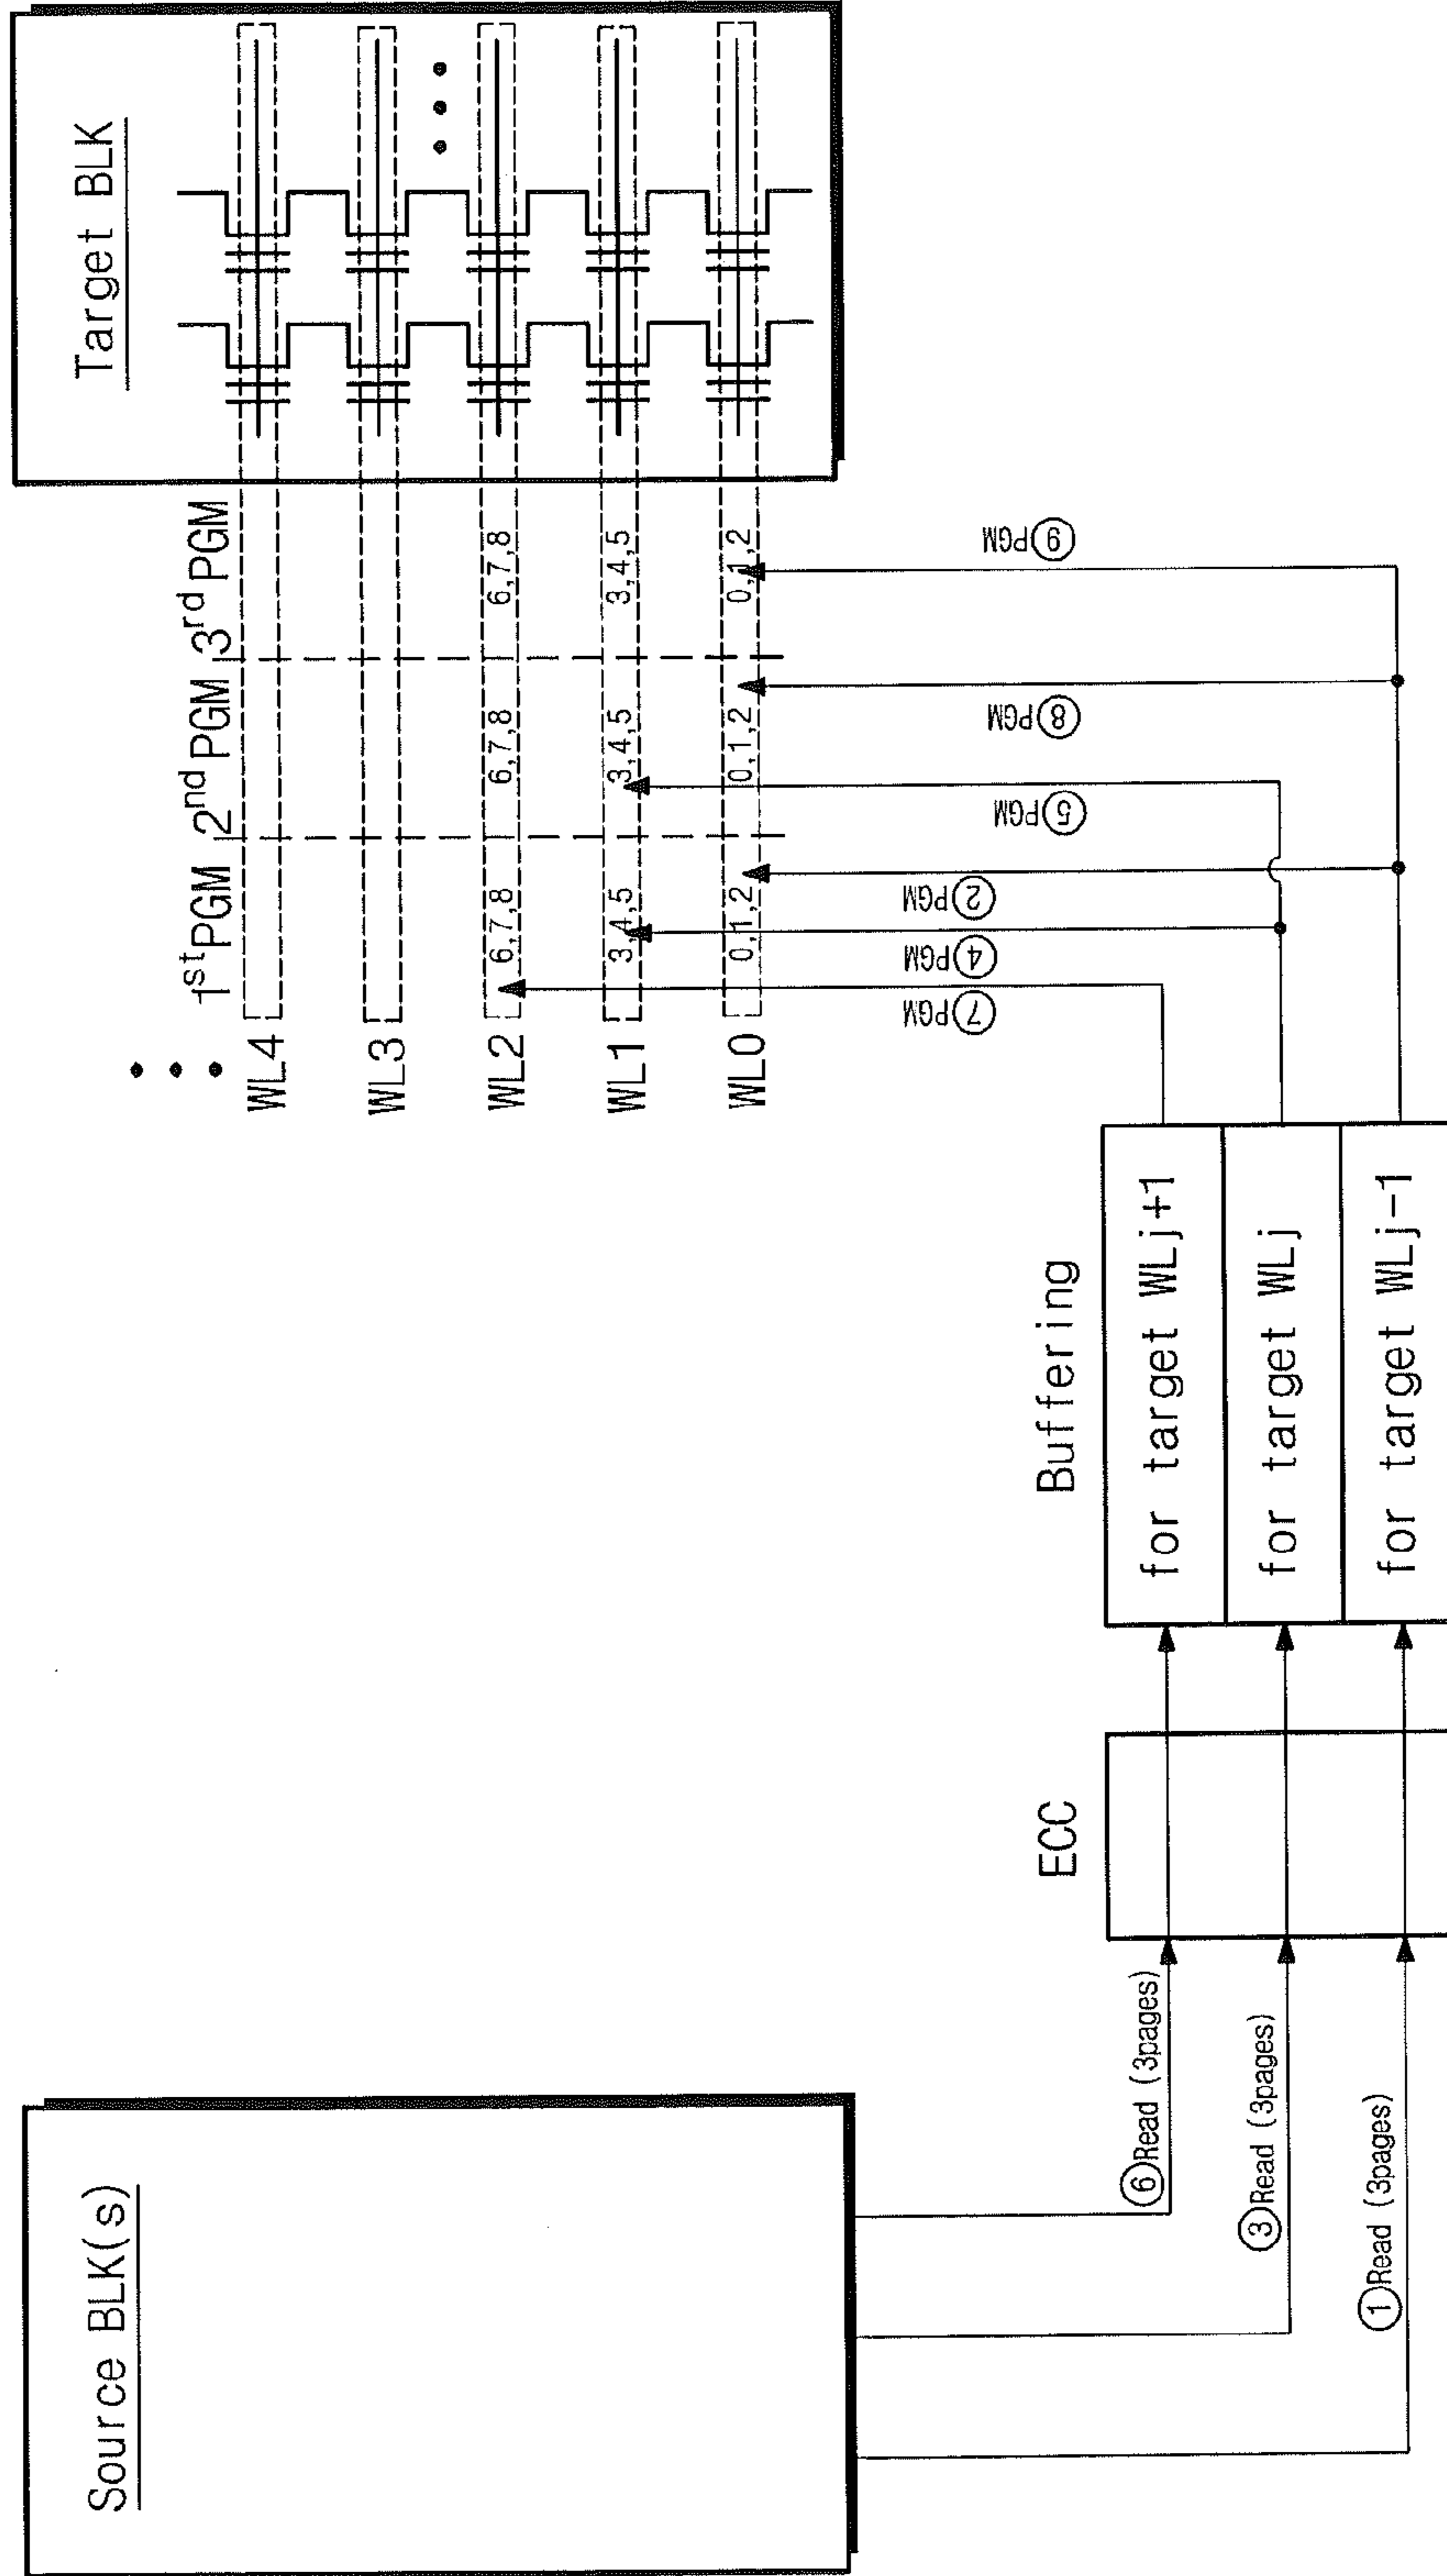 Source BLK(s)
⑥Read (3pages)
③Read (3pages)
①Read (3pages)
ECC
Buffering
for target WLj+1
for target WLj
for target WLj-1
Target BLK
1st PGM 2nd PGM 3rd PGM
WL4
WL3
WL2 6,7,8 6,7,8 6,7,8
WL1 3,4,5 3,4,5 3,4,5
WL0 0,1,2 0,1,2 0,1,2
⑦PGM
④PGM
②PGM
⑤PGM
⑧PGM
⑨PGM